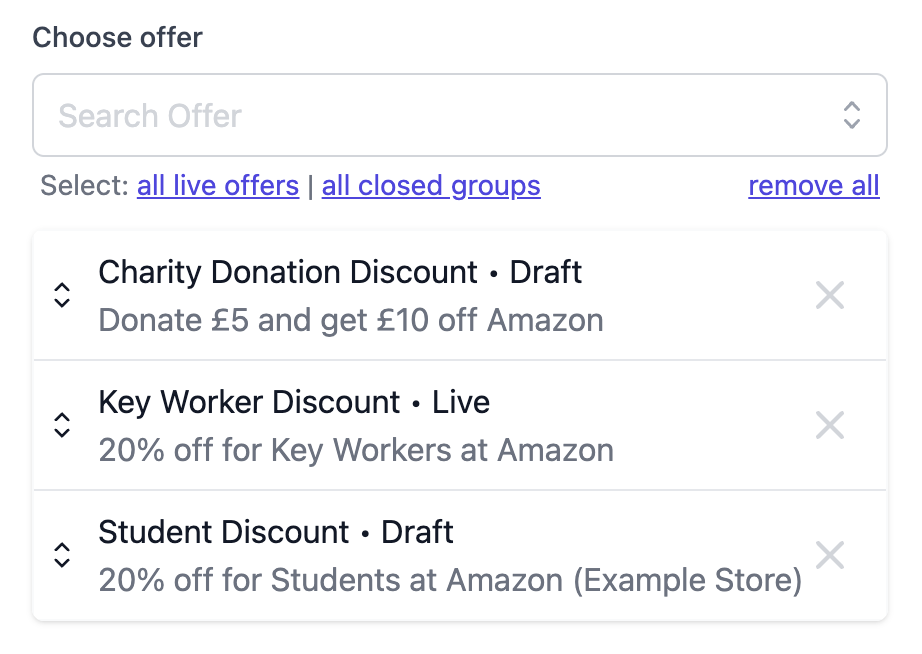 Choose offer
Search Offer
Select: all live offers | all closed groups remove all
Charity Donation Discount • Draft
Donate £5 and get £10 off Amazon
Key Worker Discount • Live
20% off for Key Workers at Amazon
Student Discount • Draft
20% off for Students at Amazon (Example Store)